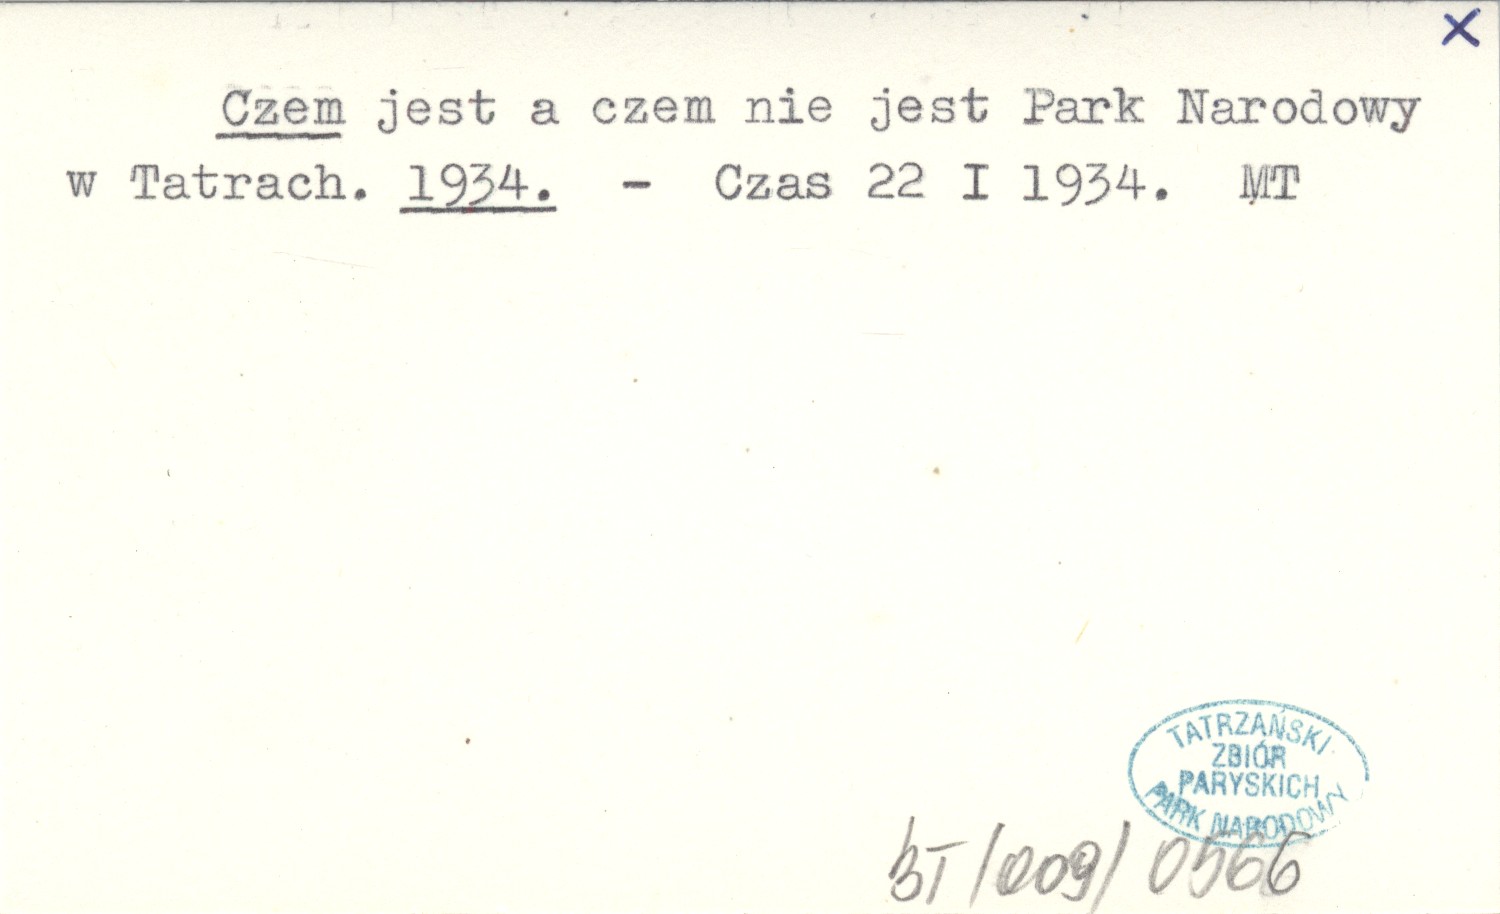 x
Czem jest a czem nie jest Park Narodowy
w Tatrach. 1934. - Czas 22 I 1934. MT
TATRZAŃSKI
ZBIÓR
PARYSKICH
PARK NARODOWY
BT/009/0566